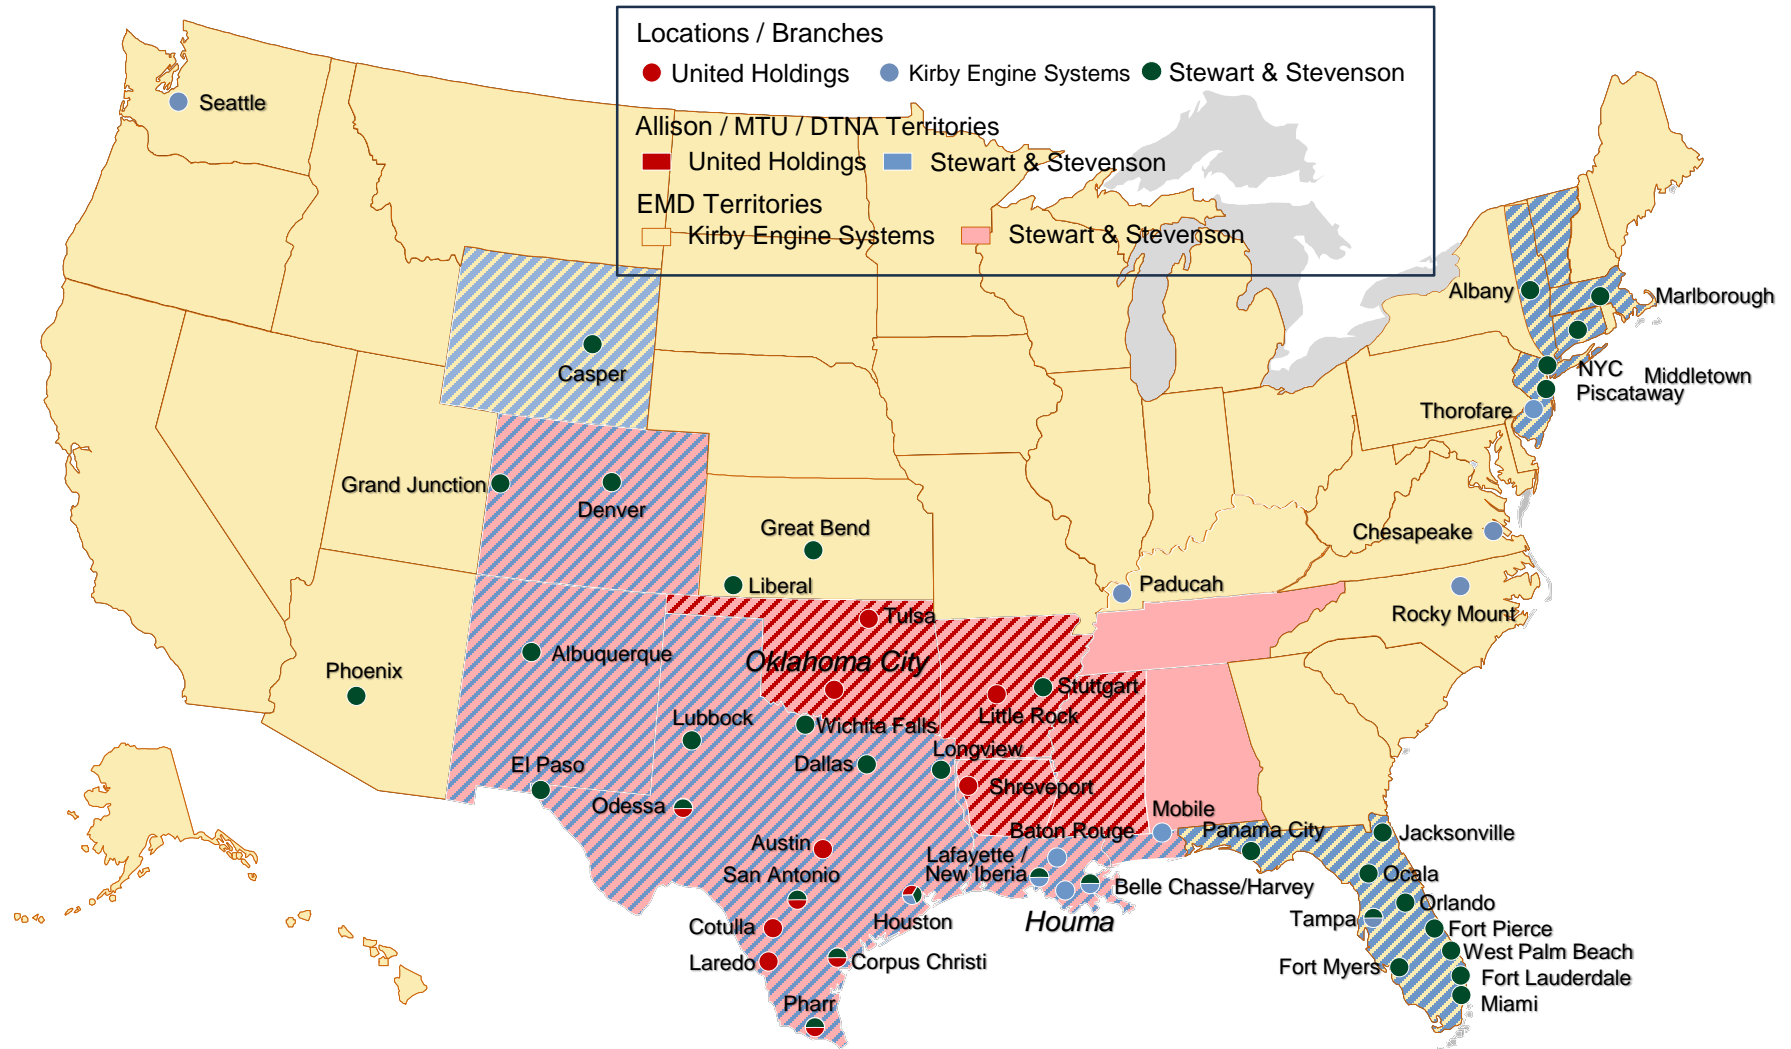 Locations / Branches
United Holdings
Kirby Engine Systems
Stewart & Stevenson
Allison / MTU / DTNA Territories
United Holdings
Stewart & Stevenson
EMD Territories
Kirby Engine Systems
Stewart & Stevenson
Seattle
Albany
Marlborough
Casper
NYC
Middletown
Piscataway
Thorofare
Grand Junction
Denver
Great Bend
Chesapeake
Liberal
Paducah
Rocky Mount
Tulsa
Albuquerque
Oklahoma City
Phoenix
Stuttgart
Little Rock
Lubbock
Wichita Falls
Longview
Dallas
El Paso
Shreveport
Odessa
Mobile
Baton Rouge
Panama City
Jacksonville
Austin
Lafayette /
New Iberia
San Antonio
Belle Chasse/Harvey
Ocala
Orlando
Houston
Houma
Tampa
Cotulla
Fort Pierce
West Palm Beach
Laredo
Corpus Christi
Fort Myers
Fort Lauderdale
Pharr
Miami